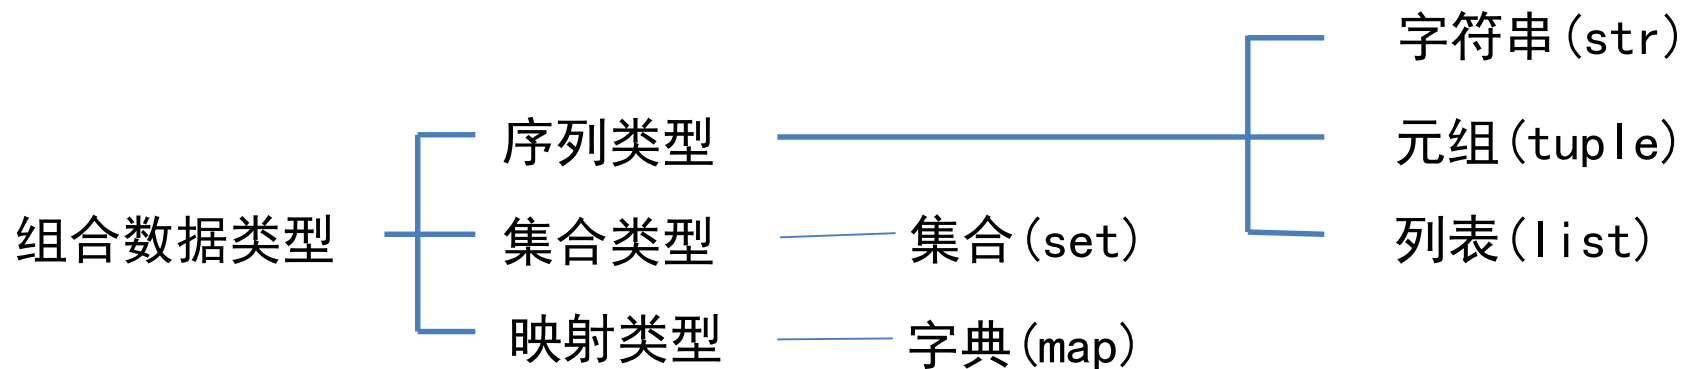 字符串(str)
序列类型
元组(tuple)
组合数据类型
集合类型
集合(set)
列表(list)
映射类型
字典(map)